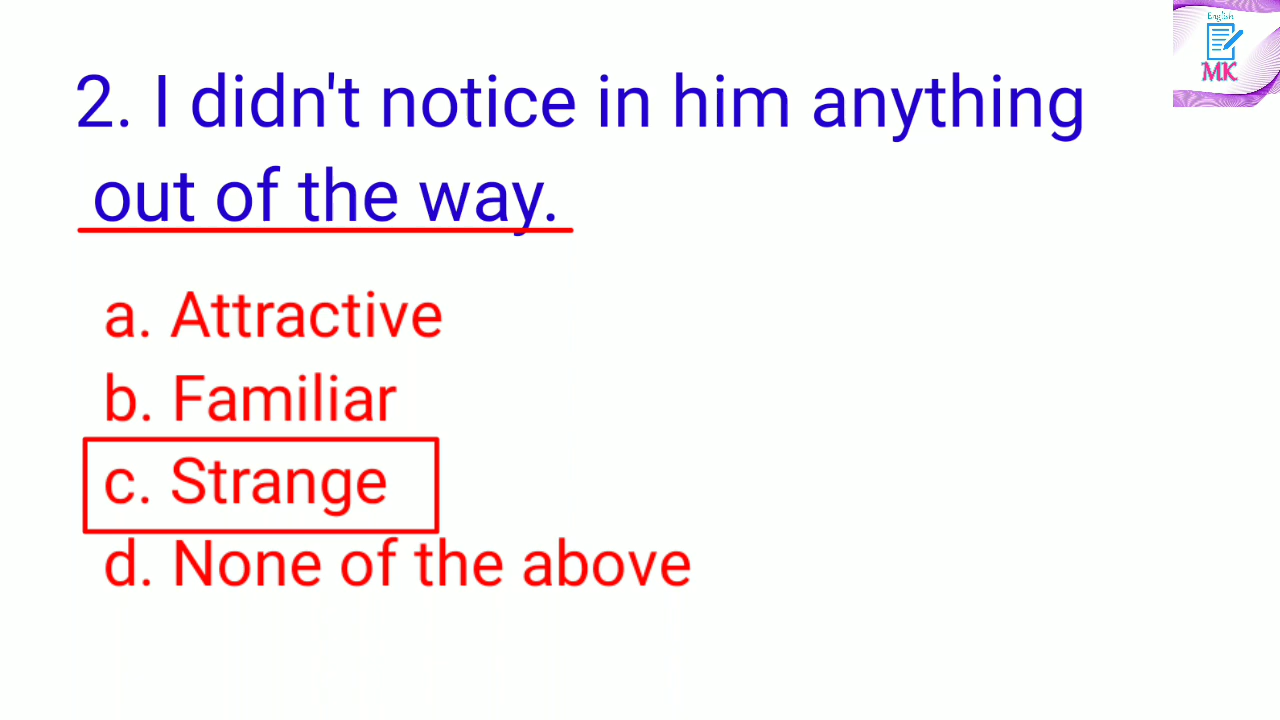 English
MK
2. I didn't notice in him anything
out of the way.
a. Attractive
b. Familiar
c. Strange
d. None of the above